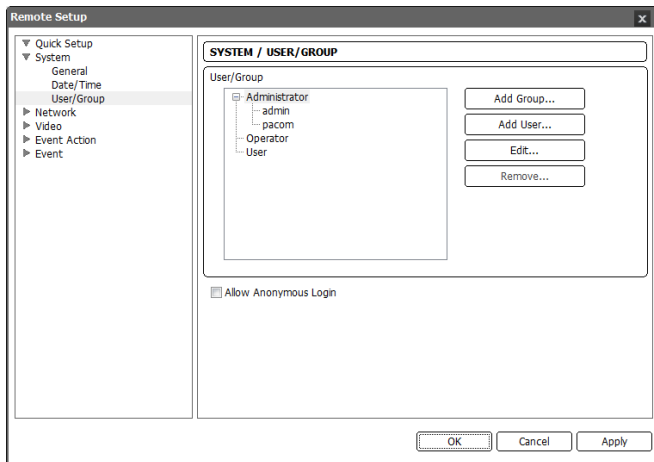 Remote Setup
x
Quick Setup
System
General
Date/Time
User/Group
Network
Video
Event Action
Event
SYSTEM / USER/GROUP
User/Group
Administrator
admin
pacom
Operator
User
Add Group...
Add User...
Edit...
Remove...
Allow Anonymous Login
OK
Cancel
Apply